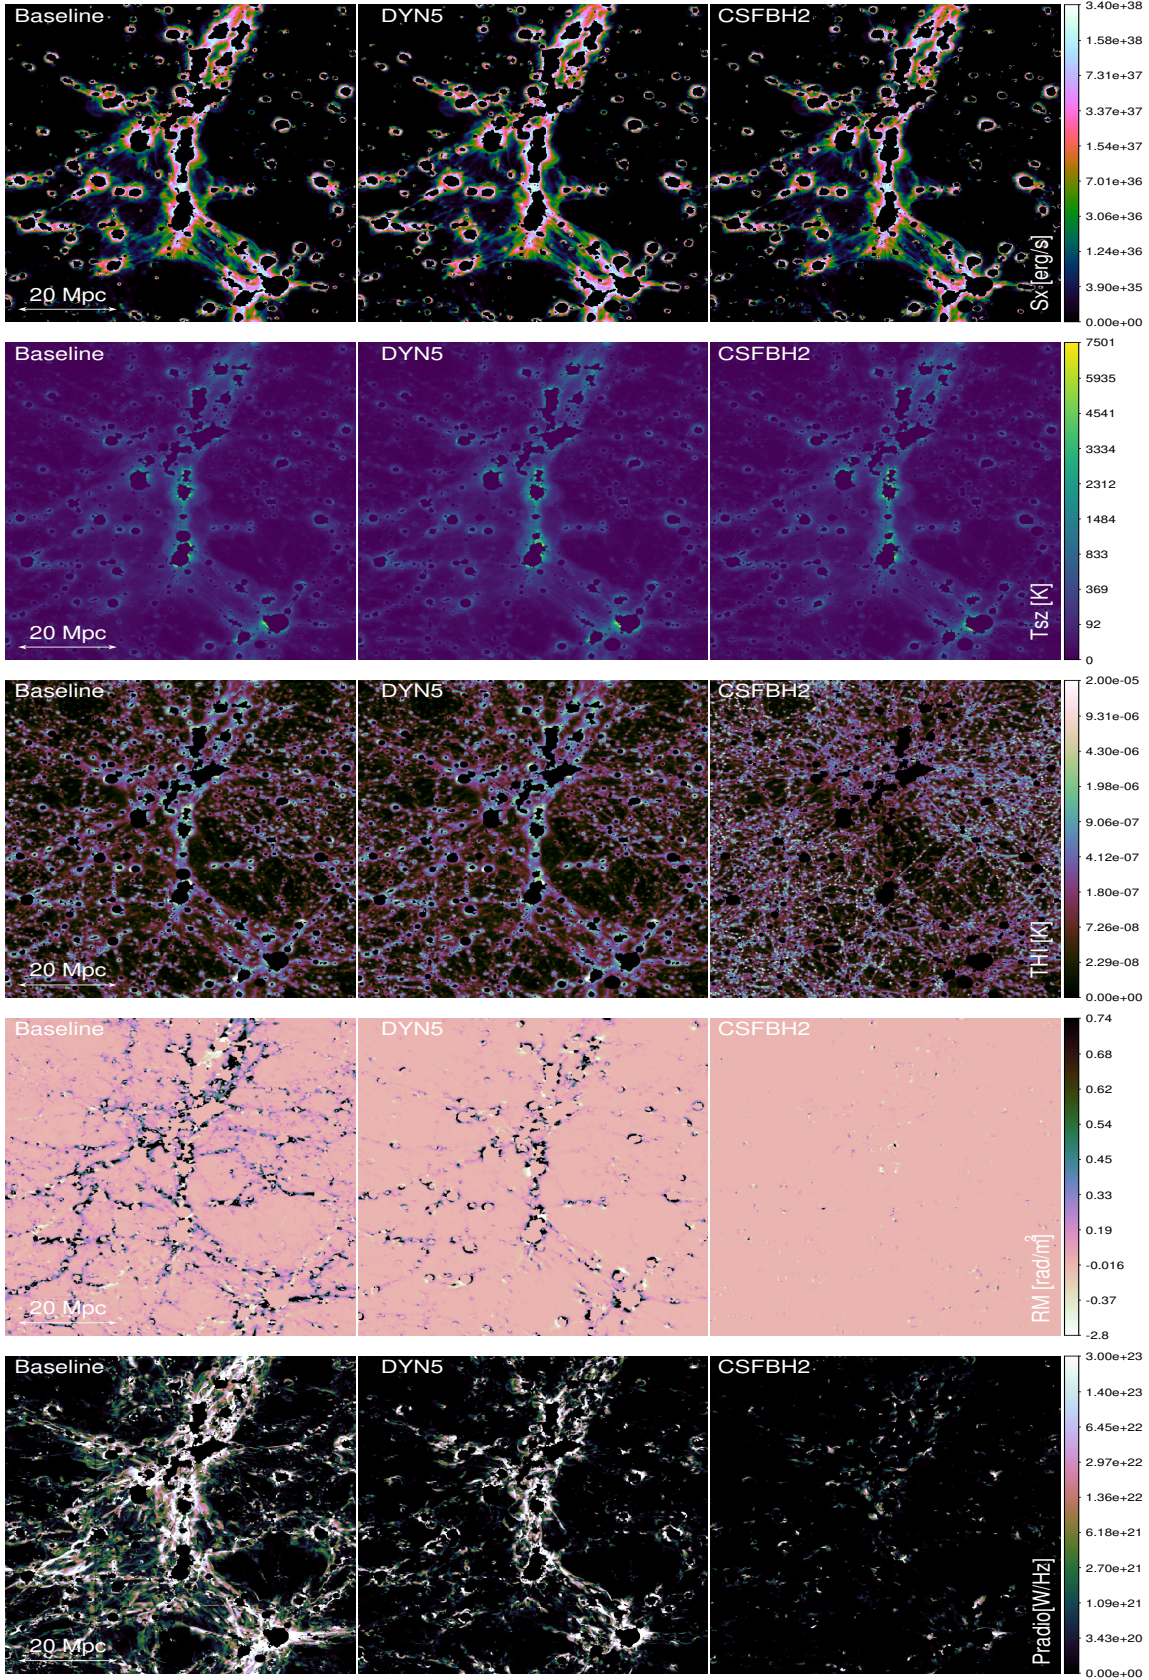 Baseline DYN5 CSFBH2
3.40e+38
1.58e+38
7.31e+37
3.37e+37
1.54e+37
7.01e+36
3.06e+36
1.24e+36
3.90e+35
0.00e+00
Sx [erg/s]
20 Mpc
Baseline DYN5 CSFBH2
7501
5935
4541
3334
2312
1484
833
369
92
0
Tsz [K]
20 Mpc
Baseline DYN5 CSFBH2
2.00e-05
9.31e-06
4.30e-06
1.98e-06
9.06e-07
4.12e-07
1.80e-07
7.26e-08
2.29e-08
0.00e+00
THI [K]
20 Mpc
Baseline DYN5 CSFBH2
0.74
0.68
0.62
0.54
0.45
0.33
0.19
-0.016
-0.37
-2.8
RM [rad/m²]
20 Mpc
Baseline DYN5 CSFBH2
3.00e+23
1.40e+23
6.45e+22
2.97e+22
1.36e+22
6.18e+21
2.70e+21
1.09e+21
3.43e+20
0.00e+00
Pradio[W/Hz]
20 Mpc